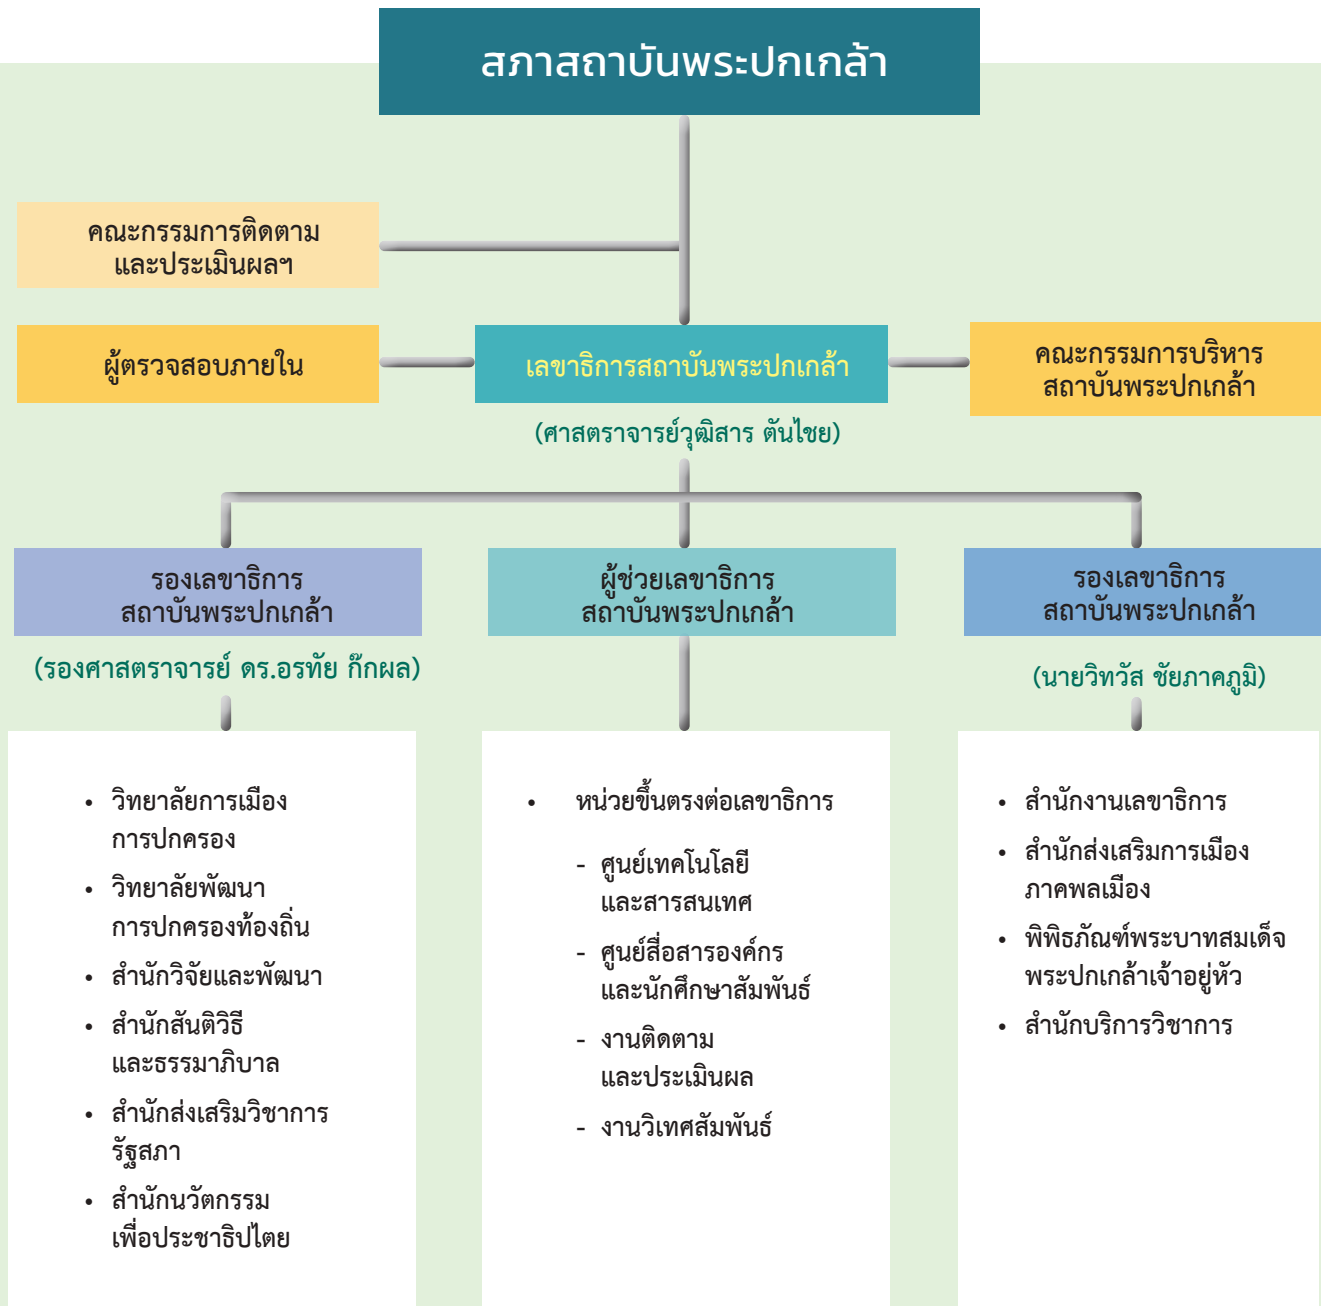 สภาสถาบันพระปกเกล้า
คณะกรรมการติดตาม
และประเมินผลฯ
ผู้ตรวจสอบภายใน
เลขาธิการสถาบันพระปกเกล้า
(ศาสตราจารย์วุฒิสาร ตันไชย)
คณะกรรมการบริหาร
สถาบันพระปกเกล้า
รองเลขาธิการ
สถาบันพระปกเกล้า
(รองศาสตราจารย์ ดร.อรทัย ก๊กผล)
ผู้ช่วยเลขาธิการ
สถาบันพระปกเกล้า
รองเลขาธิการ
สถาบันพระปกเกล้า
(นายวิทวัส ชัยภาคภูมิ)
• วิทยาลัยการเมือง
การปกครอง
• วิทยาลัยพัฒนา
การปกครองท้องถิ่น
• สำนักวิจัยและพัฒนา
• สำนักสันติวิธี
และธรรมาภิบาล
• สำนักส่งเสริมวิชาการ
รัฐสภา
• สำนักนวัตกรรม
เพื่อประชาธิปไตย
• หน่วยขึ้นตรงต่อเลขาธิการ
- ศูนย์เทคโนโลยี
และสารสนเทศ
- ศูนย์สื่อสารองค์กร
และนักศึกษาสัมพันธ์
- งานติดตาม
และประเมินผล
- งานวิเทศสัมพันธ์
• สำนักงานเลขาธิการ
• สำนักส่งเสริมการเมือง
ภาคพลเมือง
• พิพิธภัณฑ์พระบาทสมเด็จ
พระปกเกล้าเจ้าอยู่หัว
• สำนักบริการวิชาการ